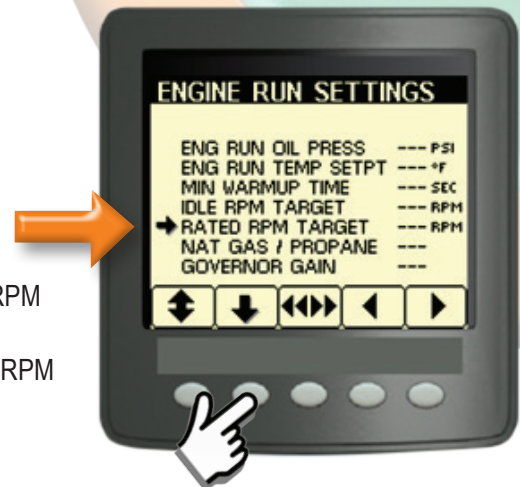 ENGINE RUN SETTINGS
ENG RUN OIL PRESS --- PSI
ENG RUN TEMP SETPT --- °F
MIN WARMUP TIME --- SEC
IDLE RPM TARGET --- RPM
RATED RPM TARGET --- RPM
NAT GAS / PROPANE ---
GOVERNOR GAIN ---
RPM
RPM